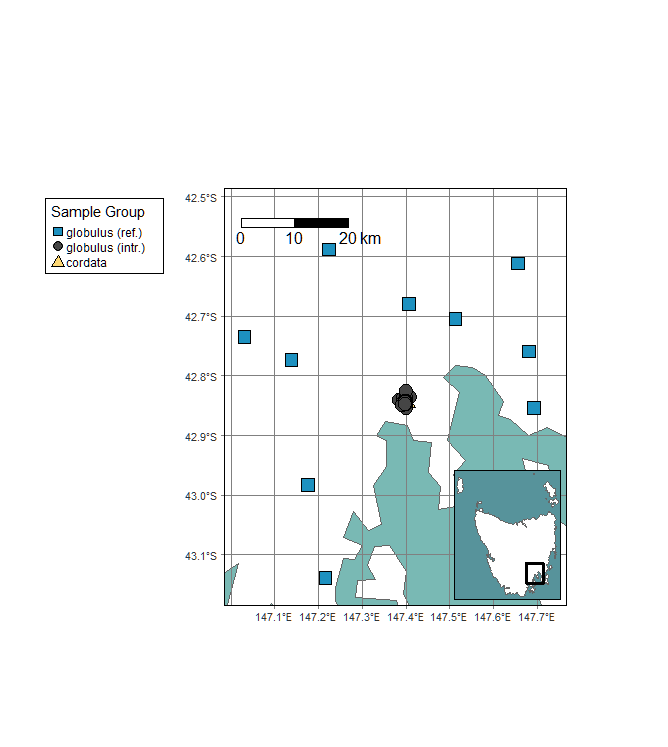 Sample Group
globulus (ref.)
globulus (intr.)
cordata
0 10 20 km
42.5°S
42.6°S
42.7°S
42.8°S
42.9°S
43.0°S
43.1°S
147.1°E 147.2°E 147.3°E 147.4°E 147.5°E 147.6°E 147.7°E